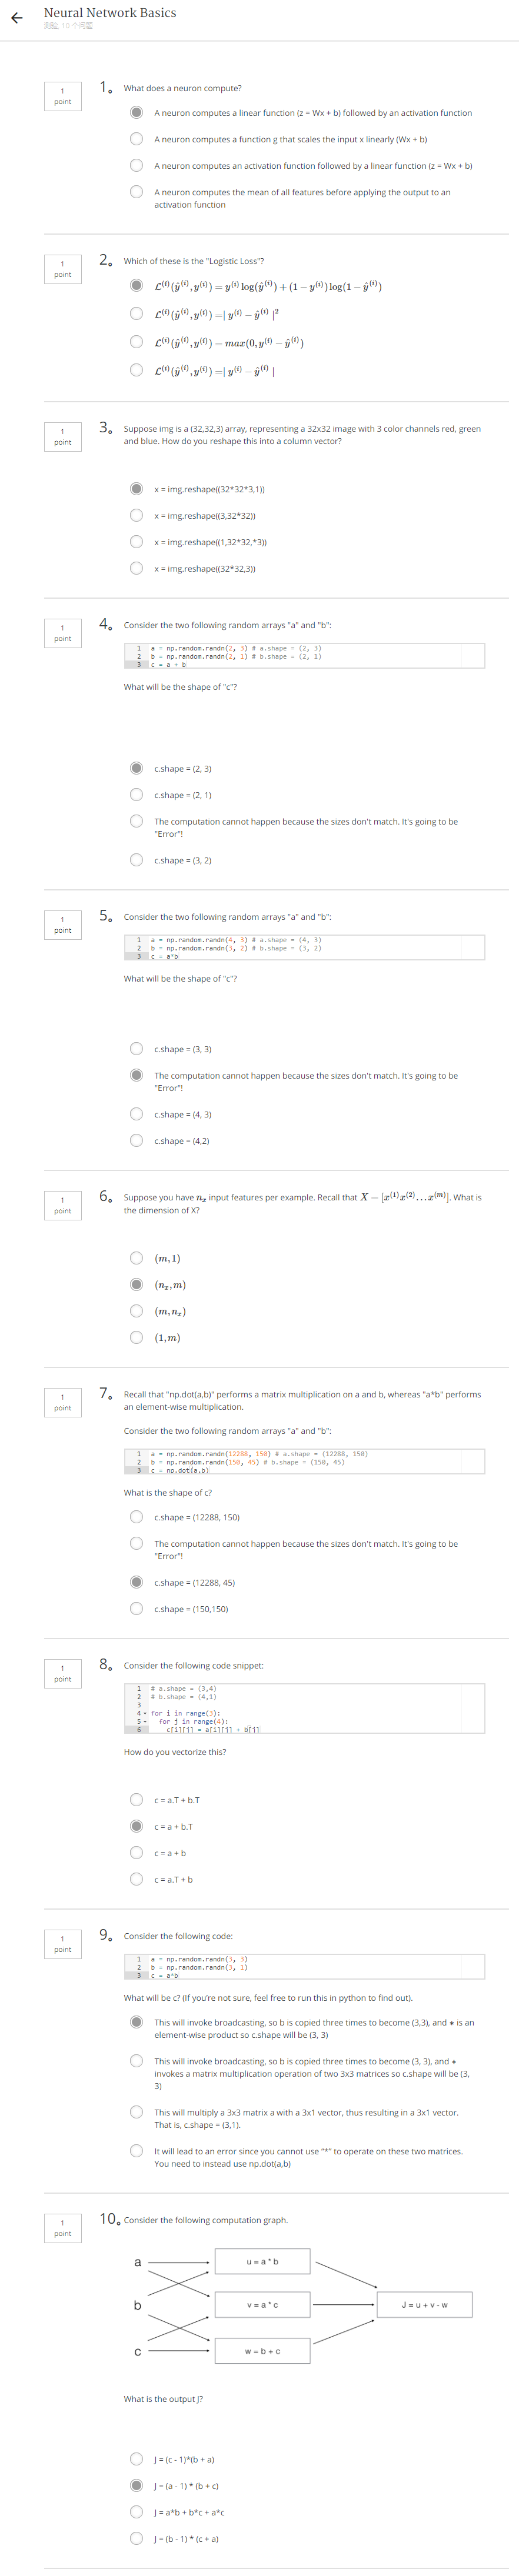 Neural Network Basics
测验, 10 个问题
1
point
1。
What does a neuron compute?
A neuron computes a linear function (z = Wx + b) followed by an activation function
A neuron computes a function g that scales the input x linearly (Wx + b)
A neuron computes an activation function followed by a linear function (z = Wx + b)
A neuron computes the mean of all features before applying the output to an
activation function
1
point
2。
Which of these is the "Logistic Loss"?
ℒ⁽ⁱ⁾(ŷ⁽ⁱ⁾, y⁽ⁱ⁾) = y⁽ⁱ⁾ log(ŷ⁽ⁱ⁾) + (1 − y⁽ⁱ⁾) log(1 − ŷ⁽ⁱ⁾)
ℒ⁽ⁱ⁾(ŷ⁽ⁱ⁾, y⁽ⁱ⁾) =| y⁽ⁱ⁾ − ŷ⁽ⁱ⁾ |²
ℒ⁽ⁱ⁾(ŷ⁽ⁱ⁾, y⁽ⁱ⁾) = max(0, y⁽ⁱ⁾ − ŷ⁽ⁱ⁾)
ℒ⁽ⁱ⁾(ŷ⁽ⁱ⁾, y⁽ⁱ⁾) =| y⁽ⁱ⁾ − ŷ⁽ⁱ⁾ |
1
point
3。
Suppose img is a (32,32,3) array, representing a 32x32 image with 3 color channels red, green
and blue. How do you reshape this into a column vector?
x = img.reshape((32*32*3,1))
x = img.reshape((3,32*32))
x = img.reshape((1,32*32,*3))
x = img.reshape((32*32,3))
1
point
4。
Consider the two following random arrays "a" and "b":
1 a = np.random.randn(2, 3) # a.shape = (2, 3)
2 b = np.random.randn(2, 1) # b.shape = (2, 1)
3 c = a + b
What will be the shape of "c"?
c.shape = (2, 3)
c.shape = (2, 1)
The computation cannot happen because the sizes don't match. It's going to be
"Error"!
c.shape = (3, 2)
1
point
5。
Consider the two following random arrays "a" and "b":
1 a = np.random.randn(4, 3) # a.shape = (4, 3)
2 b = np.random.randn(3, 2) # b.shape = (3, 2)
3 c = a*b
What will be the shape of "c"?
c.shape = (3, 3)
The computation cannot happen because the sizes don't match. It's going to be
"Error"!
c.shape = (4, 3)
c.shape = (4,2)
1
point
6。
Suppose you have nₓ input features per example. Recall that X = [x⁽¹⁾x⁽²⁾…x⁽ᵐ⁾]. What is
the dimension of X?
(m, 1)
(nₓ, m)
(m, nₓ)
(1, m)
1
point
7。
Recall that "np.dot(a,b)" performs a matrix multiplication on a and b, whereas "a*b" performs
an element-wise multiplication.
Consider the two following random arrays "a" and "b":
1 a = np.random.randn(12288, 150) # a.shape = (12288, 150)
2 b = np.random.randn(150, 45) # b.shape = (150, 45)
3 c = np.dot(a,b)
What is the shape of c?
c.shape = (12288, 150)
The computation cannot happen because the sizes don't match. It's going to be
"Error"!
c.shape = (12288, 45)
c.shape = (150,150)
1
point
8。
Consider the following code snippet:
1 # a.shape = (3,4)
2 # b.shape = (4,1)
3
4 for i in range(3):
5 for j in range(4):
6 c[i][j] = a[i][j] + b[j]
How do you vectorize this?
c = a.T + b.T
c = a + b.T
c = a + b
c = a.T + b
1
point
9。
Consider the following code:
1 a = np.random.randn(3, 3)
2 b = np.random.randn(3, 1)
3 c = a*b
What will be c? (If you're not sure, feel free to run this in python to find out).
This will invoke broadcasting, so b is copied three times to become (3,3), and ∗ is an
element-wise product so c.shape will be (3, 3)
This will invoke broadcasting, so b is copied three times to become (3, 3), and ∗
invokes a matrix multiplication operation of two 3x3 matrices so c.shape will be (3,
3)
This will multiply a 3x3 matrix a with a 3x1 vector, thus resulting in a 3x1 vector.
That is, c.shape = (3,1).
It will lead to an error since you cannot use "*" to operate on these two matrices.
You need to instead use np.dot(a,b)
1
point
10。
Consider the following computation graph.
a
u = a * b
b
v = a * c
J = u + v - w
c
w = b + c
What is the output J?
J = (c - 1)*(b + a)
J = (a - 1) * (b + c)
J = a*b + b*c + a*c
J = (b - 1) * (c + a)